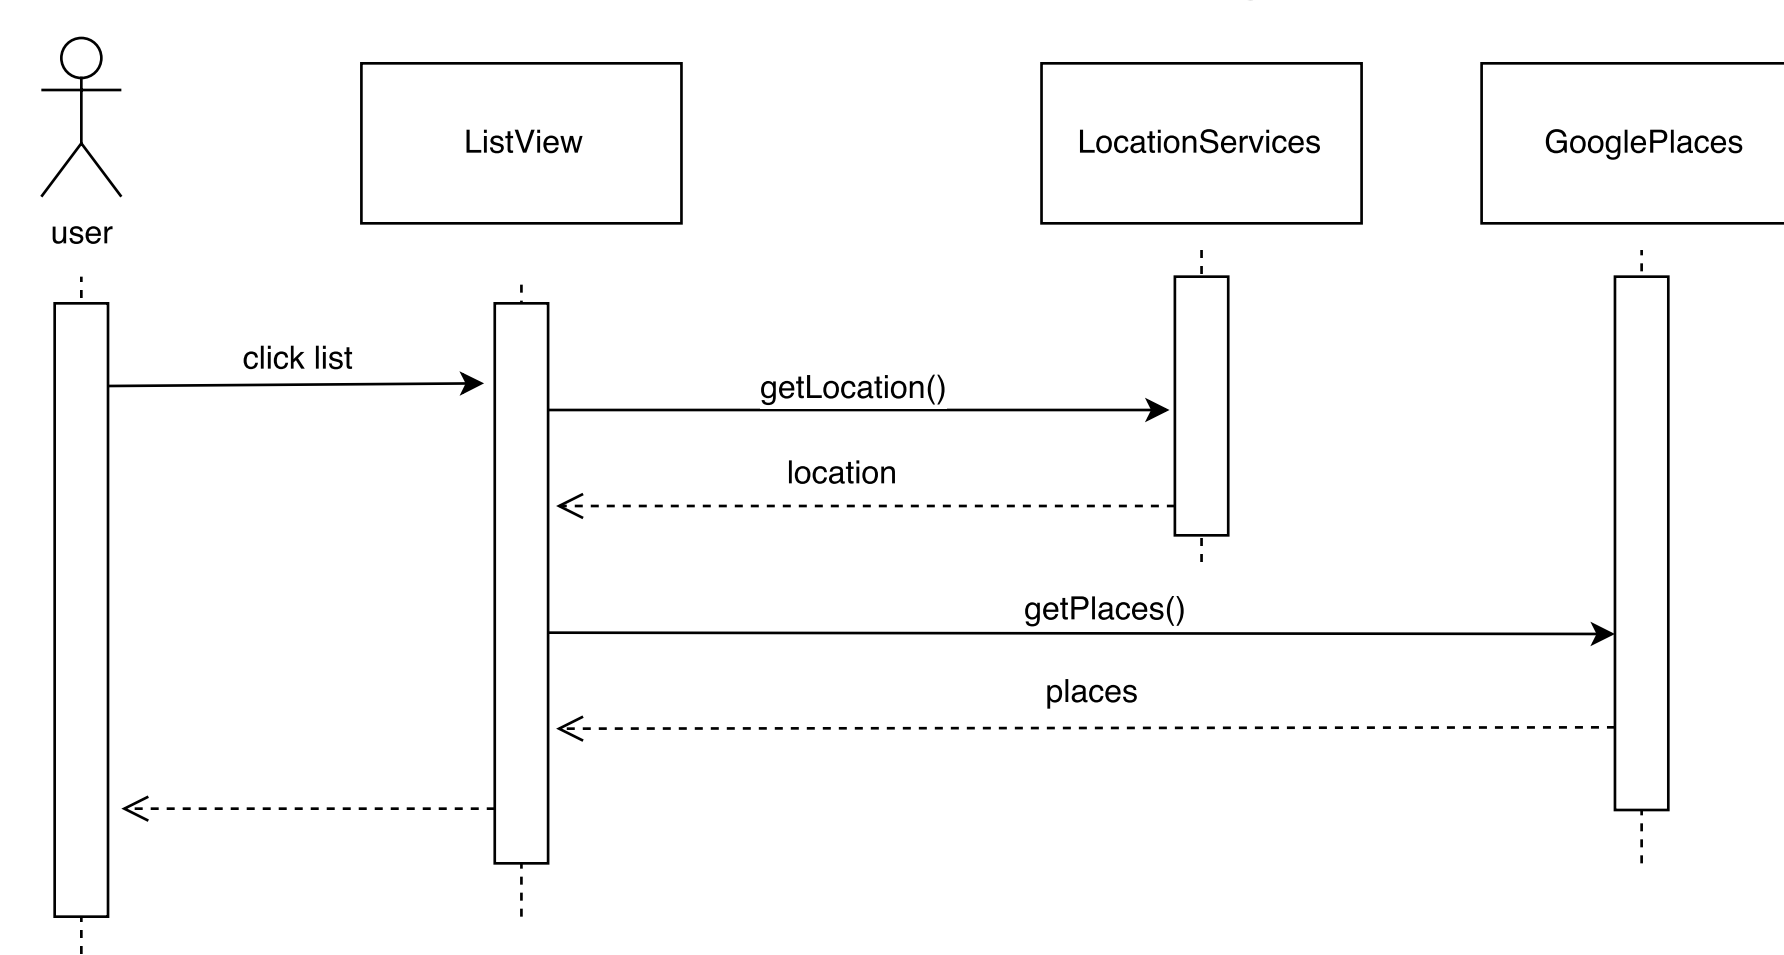 ListView
LocationServices
GooglePlaces
user
click list
getLocation()
location
getPlaces()
places